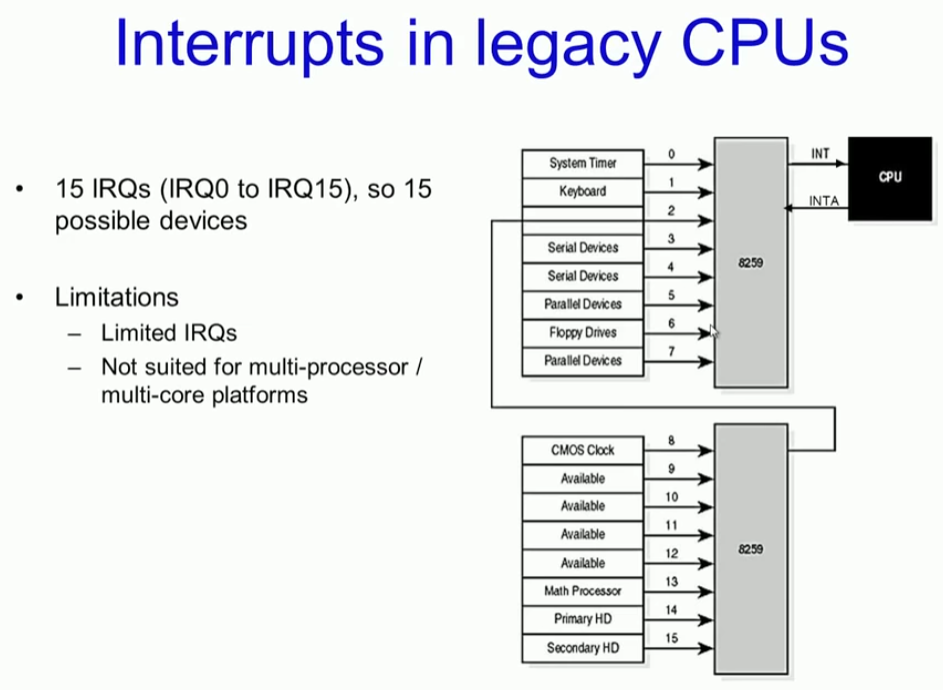 Interrupts in legacy CPUs
• 15 IRQs (IRQ0 to IRQ15), so 15
possible devices
• Limitations
– Limited IRQs
– Not suited for multi-processor /
multi-core platforms
System Timer 0
Keyboard 1
2
Serial Devices 3
Serial Devices 4
Parallel Devices 5
Floppy Drives 6
Parallel Devices 7
8259
INT
INTA
CPU
CMOS Clock 8
Available 9
Available 10
Available 11
Available 12
Math Processor 13
Primary HD 14
Secondary HD 15
8259